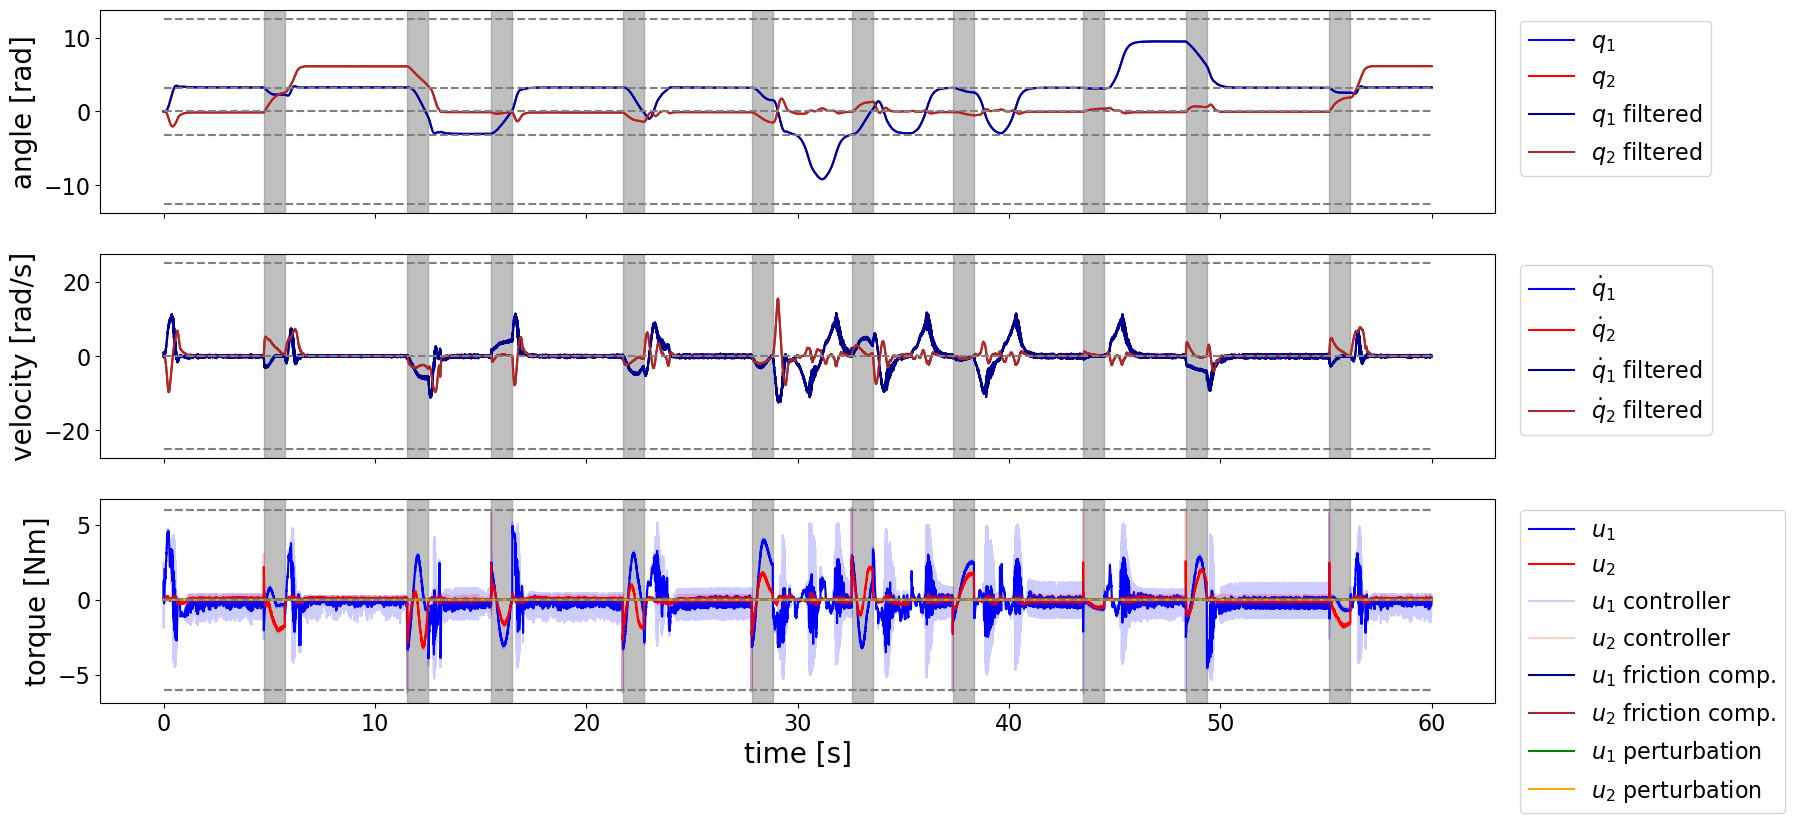 angle [rad]
10
0
−10
q₁
q₂
q₁ filtered
q₂ filtered
velocity [rad/s]
20
0
−20
q̇₁
q̇₂
q̇₁ filtered
q̇₂ filtered
torque [Nm]
5
0
−5
0 10 20 30 40 50 60
time [s]
u₁
u₂
u₁ controller
u₂ controller
u₁ friction comp.
u₂ friction comp.
u₁ perturbation
u₂ perturbation